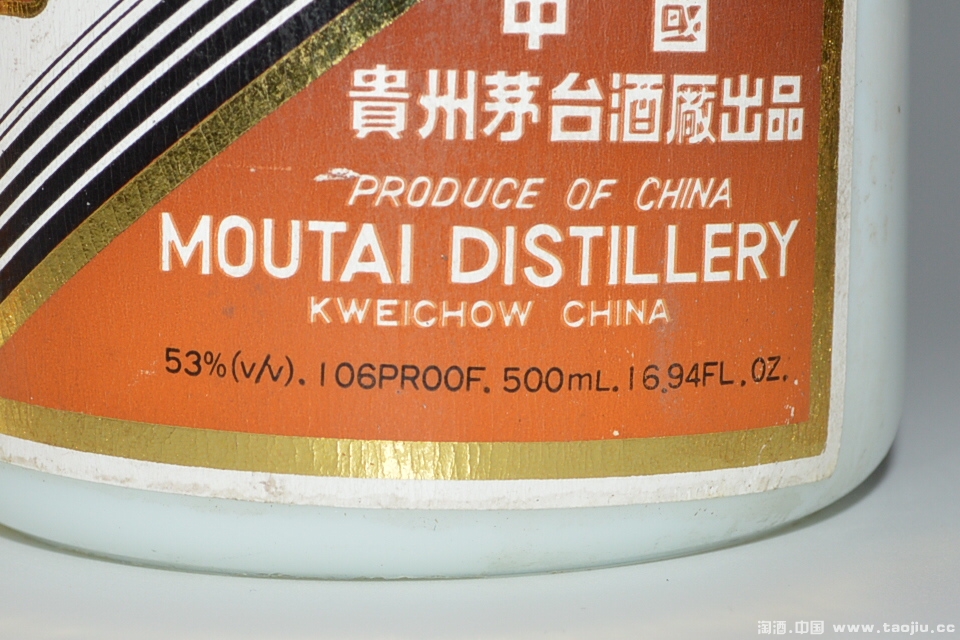 中國
貴州茅台酒廠出品
PRODUCE OF CHINA
MOUTAI DISTILLERY
KWEICHOW CHINA
53%(v/v). 106PROOF. 500mL. 16.94FL.OZ.
淘酒.中国 www.taojiu.cc